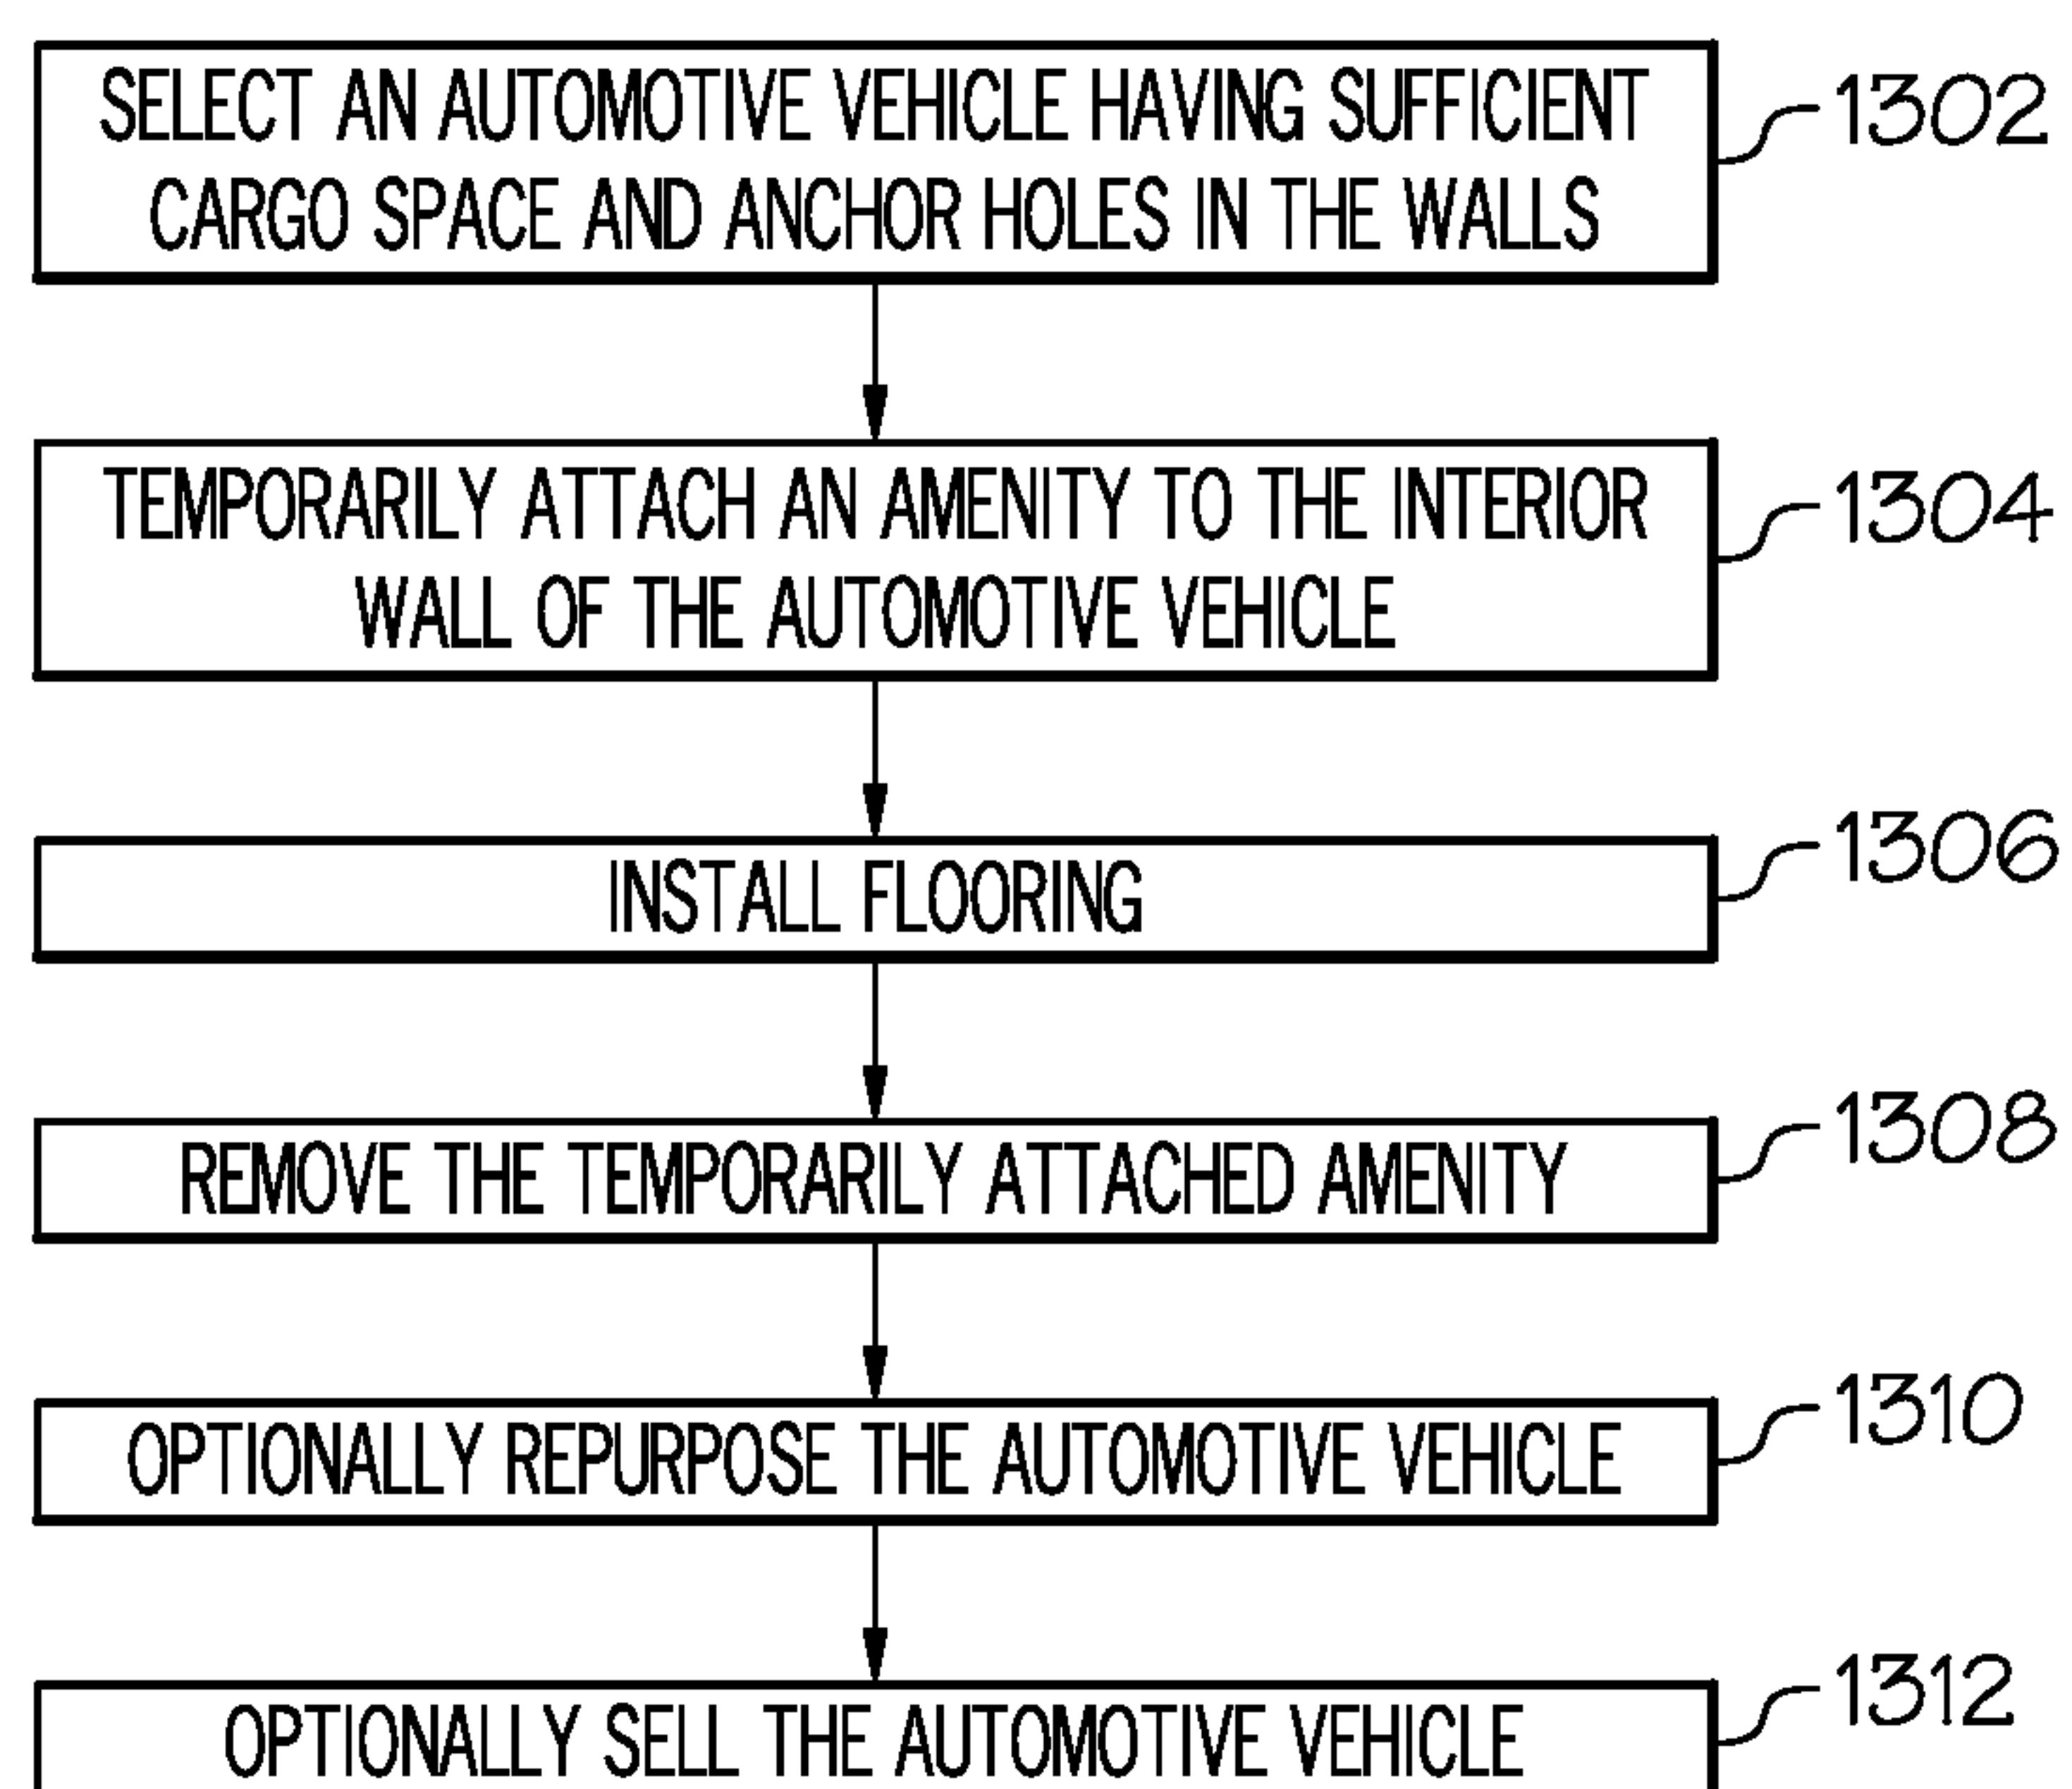 SELECT AN AUTOMOTIVE VEHICLE HAVING SUFFICIENT
CARGO SPACE AND ANCHOR HOLES IN THE WALLS
1302
TEMPORARILY ATTACH AN AMENITY TO THE INTERIOR
WALL OF THE AUTOMOTIVE VEHICLE
1304
INSTALL FLOORING
1306
REMOVE THE TEMPORARILY ATTACHED AMENITY
1308
OPTIONALLY REPURPOSE THE AUTOMOTIVE VEHICLE
1310
OPTIONALLY SELL THE AUTOMOTIVE VEHICLE
1312